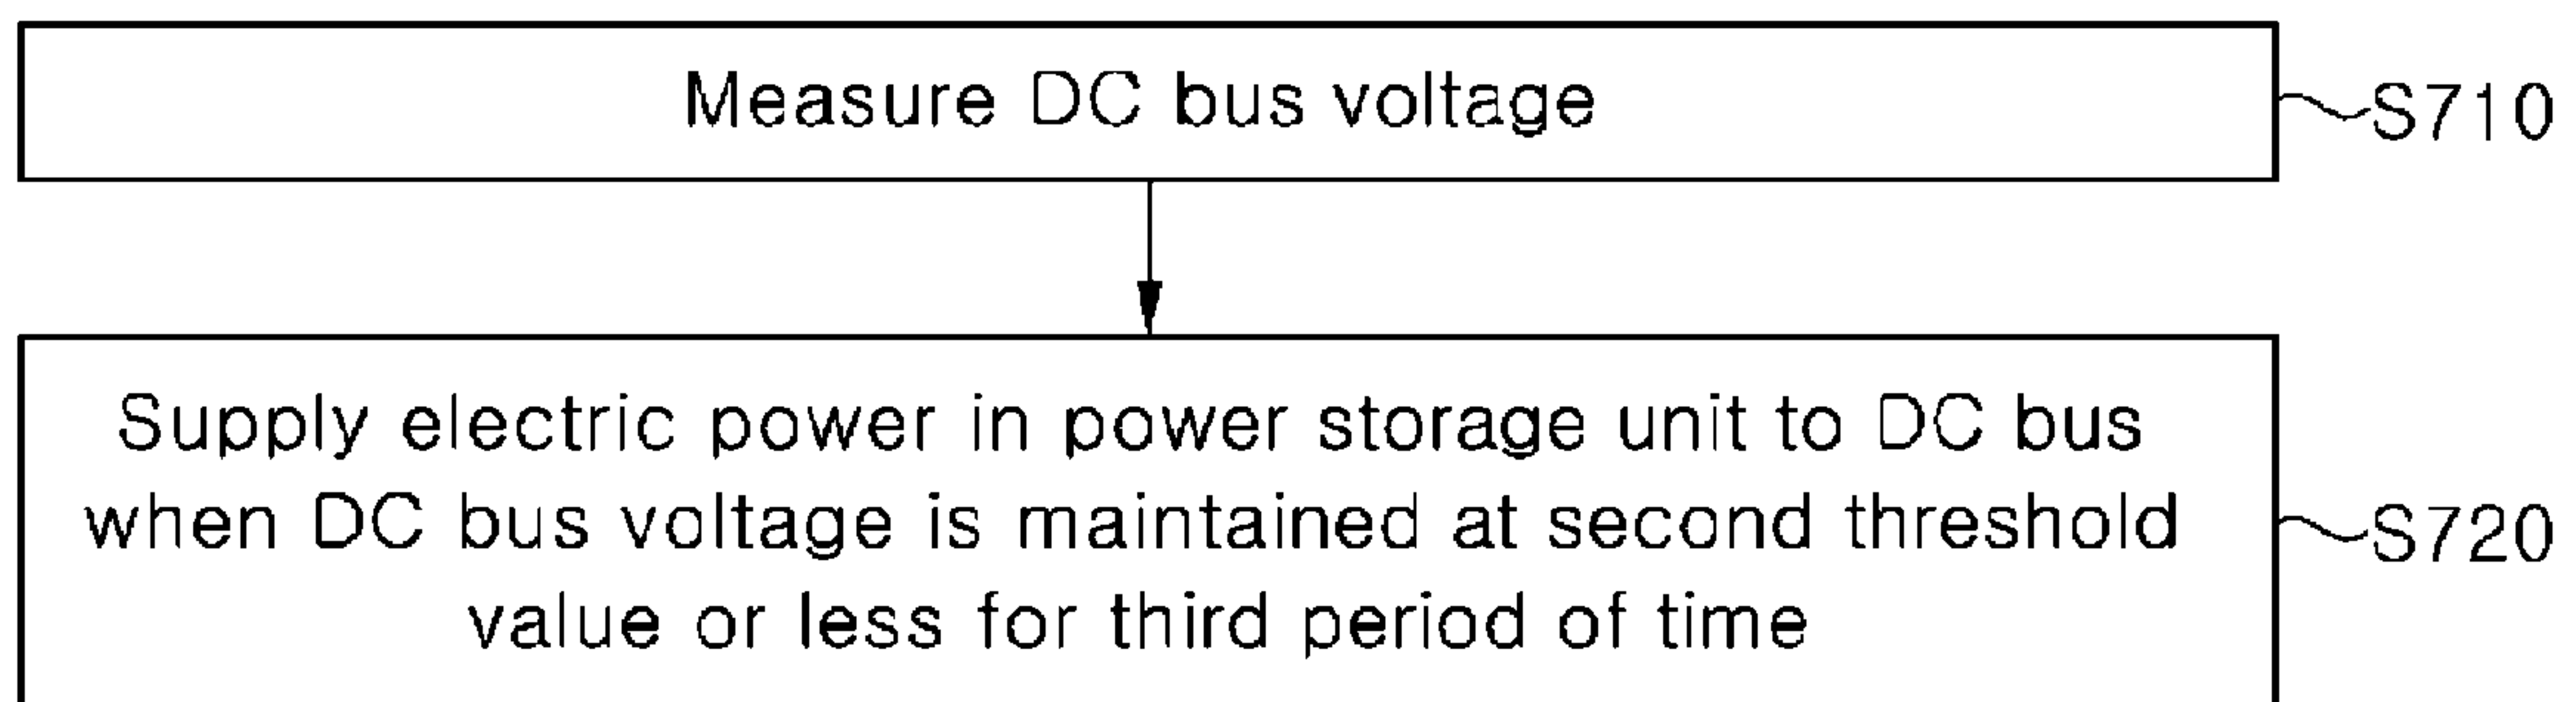 Measure DC bus voltage
S710
Supply electric power in power storage unit to DC bus
when DC bus voltage is maintained at second threshold
value or less for third period of time
S720